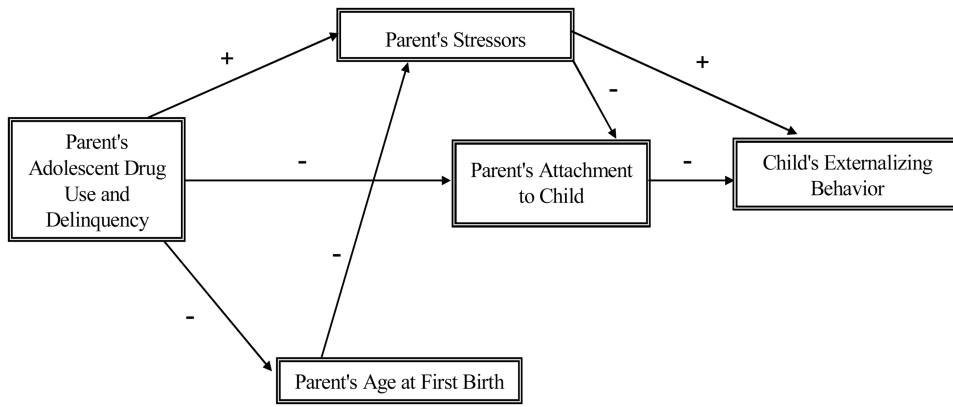 Parent's Stressors
+
+
-
Parent's
Adolescent Drug
Use and
Delinquency
-
Parent's Attachment
to Child
-
Child's Externalizing
Behavior
-
-
Parent's Age at First Birth